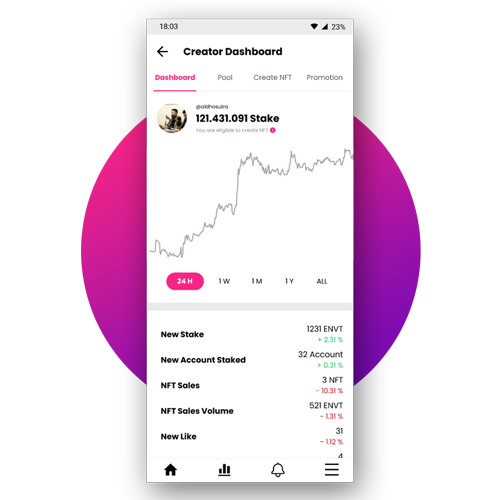 18:03
23%
Creator Dashboard
Dashboard Pool Create NFT Promotion
@aldhosutra
121.431.091 Stake
You are eligible to create NFT
24 H 1 W 1 M 1 Y ALL
New Stake 1231 ENVT
+ 2.31 %
New Account Staked 32 Account
+ 0.31 %
NFT Sales 3 NFT
- 10.31 %
NFT Sales Volume 521 ENVT
- 1.31 %
New Like 31
- 1.12 %